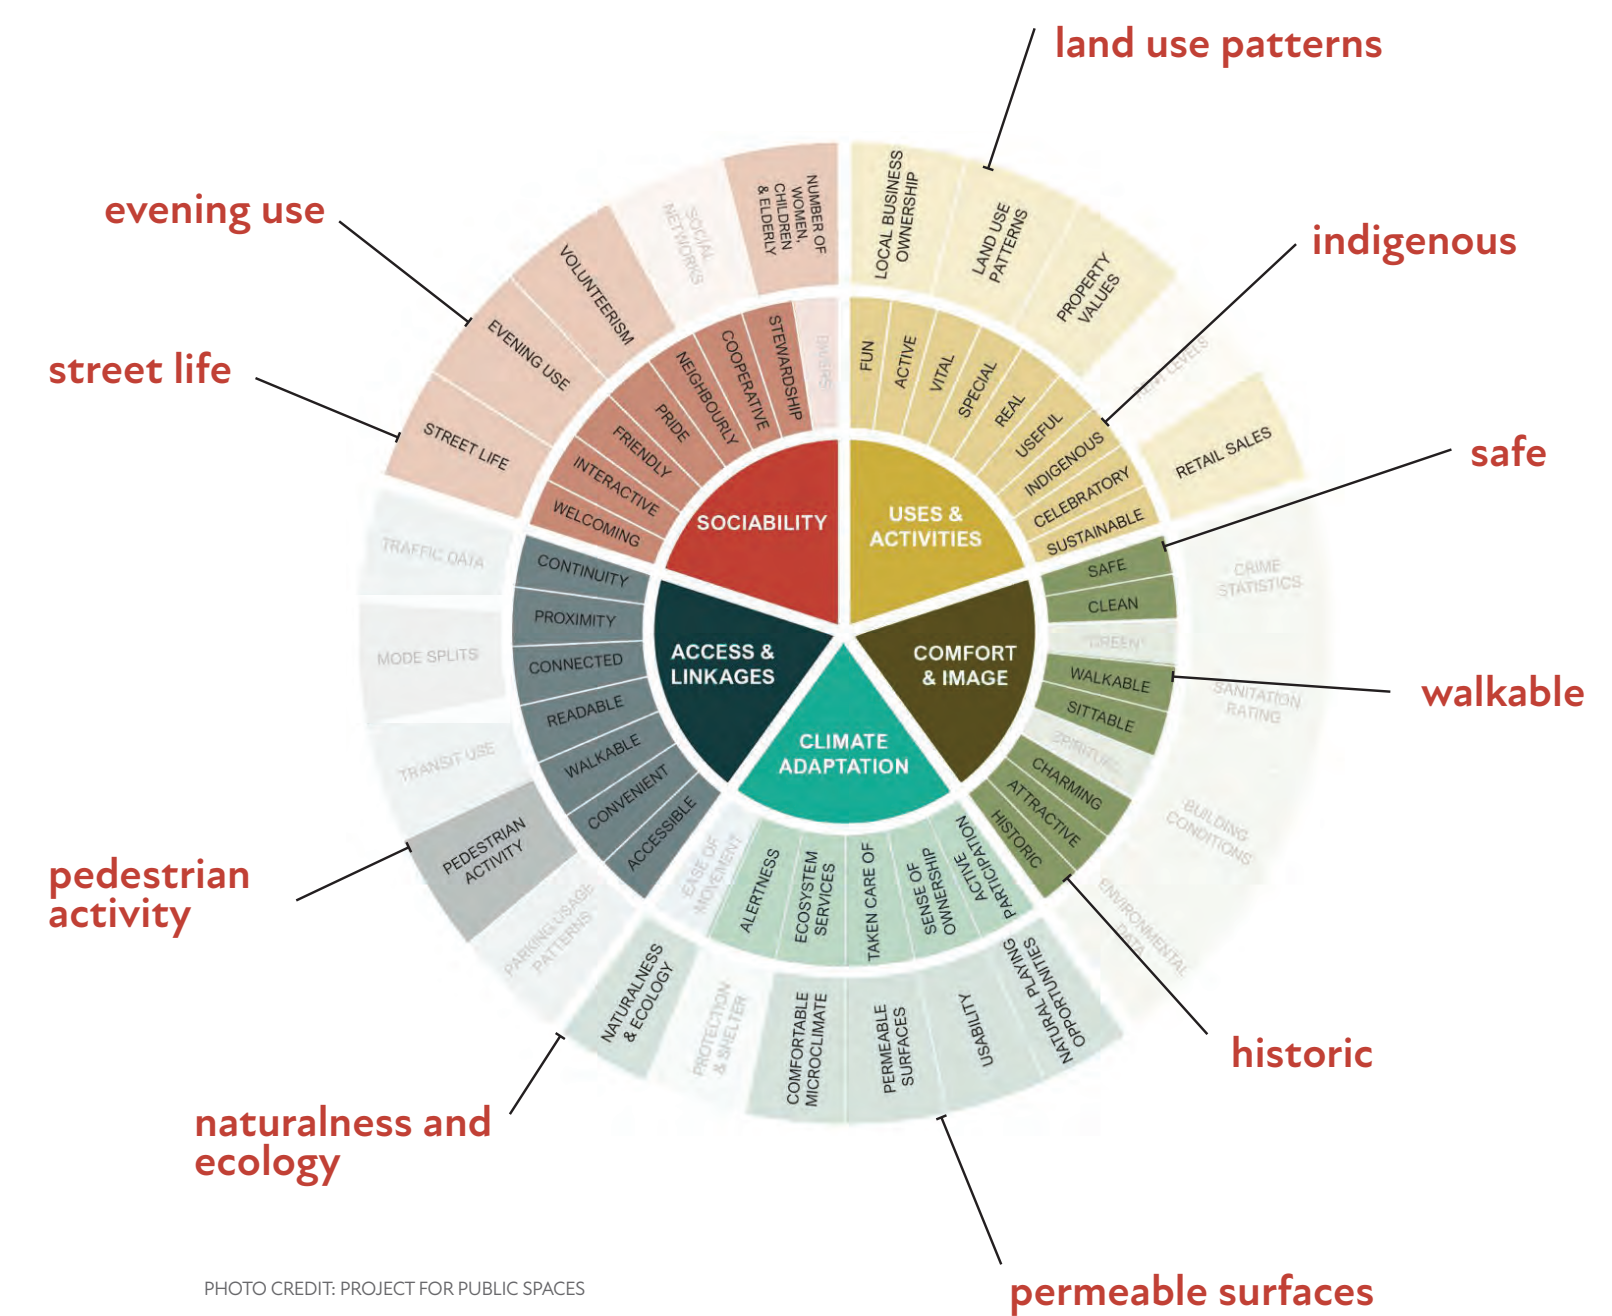 land use patterns
evening use
indigenous
street life
safe
walkable
pedestrian
activity
historic
naturalness and
ecology
permeable surfaces
SOCIABILITY
USES &
ACTIVITIES
COMFORT
& IMAGE
CLIMATE
ADAPTATION
ACCESS &
LINKAGES
FUN
ACTIVE
VITAL
SPECIAL
REAL
USEFUL
INDIGENOUS
CELEBRATORY
SUSTAINABLE
LOCAL BUSINESS
OWNERSHIP
LAND USE
PATTERNS
PROPERTY
VALUES
LEVELS
RETAIL SALES
SAFE
CLEAN
"GREEN"
WALKABLE
SITTABLE
CHARMING
ATTRACTIVE
HISTORIC
CRIME
STATISTICS
SANITATION
RATING
BUILDING
CONDITIONS
ENVIRONMENTAL
DATA
ACTIVE
PARTICIPATION
SENSE OF
OWNERSHIP
TAKEN CARE OF
ECOSYSTEM
SERVICES
ALERTNESS
EASE OF
MOVEMENT
NATURAL PLAYING
OPPORTUNITIES
USABILITY
PERMEABLE
SURFACES
COMFORTABLE
MICROCLIMATE
PROTECTION
& SHELTER
NATURALNESS
& ECOLOGY
ACCESSIBLE
CONVENIENT
WALKABLE
READABLE
CONNECTED
PROXIMITY
CONTINUITY
PARKING USAGE
PATTERNS
PEDESTRIAN
ACTIVITY
TRANSIT USE
MODE SPLITS
TRAFFIC DATA
WELCOMING
INTERACTIVE
FRIENDLY
PRIDE
NEIGHBOURLY
COOPERATIVE
STEWARDSHIP
STREET LIFE
EVENING USE
VOLUNTEERISM
SOCIAL
NETWORKS
NUMBER OF
WOMEN,
CHILDREN
& ELDERLY
PHOTO CREDIT: PROJECT FOR PUBLIC SPACES